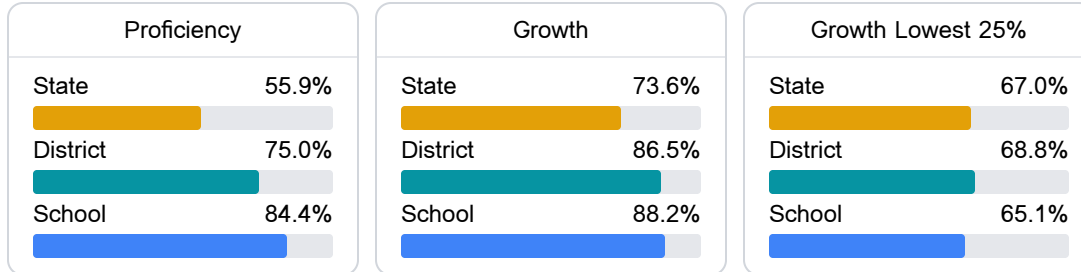 Proficiency
State 55.9%
District 75.0%
School 84.4%
Growth
State 73.6%
District 86.5%
School 88.2%
Growth Lowest 25%
State 67.0%
District 68.8%
School 65.1%